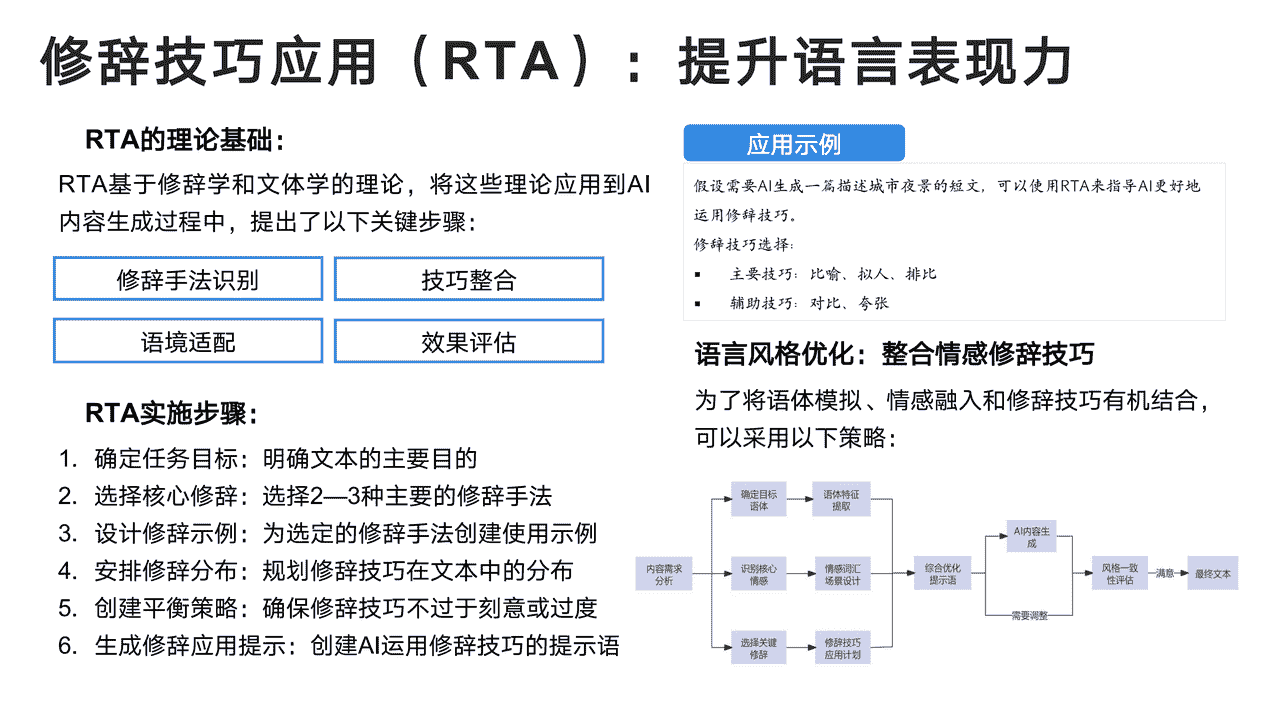 修辞技巧应用（RTA）：提升语言表现力
RTA的理论基础：
RTA基于修辞学和文体学的理论，将这些理论应用到AI
内容生成过程中，提出了以下关键步骤：
修辞手法识别
技巧整合
语境适配
效果评估
RTA实施步骤：
1. 确定任务目标：明确文本的主要目的
2. 选择核心修辞：选择2—3种主要的修辞手法
3. 设计修辞示例：为选定的修辞手法创建使用示例
4. 安排修辞分布：规划修辞技巧在文本中的分布
5. 创建平衡策略：确保修辞技巧不过于刻意或过度
6. 生成修辞应用提示：创建AI运用修辞技巧的提示语
应用示例
假设需要AI生成一篇描述城市夜景的短文，可以使用RTA来指导AI更好地
运用修辞技巧。
修辞技巧选择：
▪ 主要技巧：比喻、拟人、排比
▪ 辅助技巧：对比、夸张
语言风格优化：整合情感修辞技巧
为了将语体模拟、情感融入和修辞技巧有机结合，
可以采用以下策略：
内容需求
分析
确定目标
语体
语体特征
提取
识别核心
情感
情感词汇
场景设计
选择关键
修辞
修辞技巧
应用计划
综合优化
提示语
AI内容生
成
需要调整
风格一致
性评估
满意
最终文本